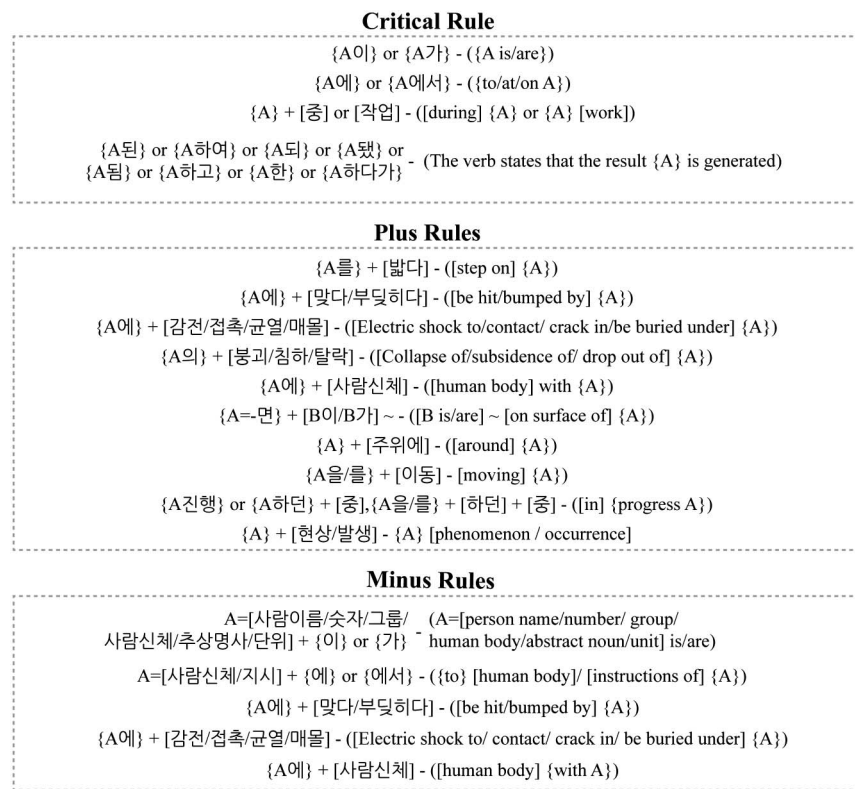 Critical Rule
{A이} or {A가} - ({A is/are})
{A에} or {A에서} - ({to/at/on A})
{A} + [중] or [작업] - ([during] {A} or {A} [work])
{A된} or {A하여} or {A되} or {A됐} or
{A됨} or {A하고} or {A한} or {A하다가} - (The verb states that the result {A} is generated)
Plus Rules
{A를} + [밟다] - ([step on] {A})
{A에} + [맞다/부딪히다] - ([be hit/bumped by] {A})
{A에} + [감전/접촉/균열/매몰] - ([Electric shock to/contact/ crack in/be buried under] {A})
{A의} + [붕괴/침하/탈락] - ([Collapse of/subsidence of/ drop out of] {A})
{A에} + [사람신체] - ([human body] with {A})
{A=-면} + [B이/B가] ~ - ([B is/are] ~ [on surface of] {A})
{A} + [주위에] - ([around] {A})
{A을/를} + [이동] - [moving] {A})
{A진행} or {A하던} + [중],{A을/를} + [하던] + [중] - ([in] {progress A})
{A} + [현상/발생] - {A} [phenomenon / occurrence]
Minus Rules
A=[사람이름/숫자/그룹/ (A=[person name/number/ group/
사람신체/추상명사/단위] + {이} or {가} - human body/abstract noun/unit] is/are)
A=[사람신체/지시] + {에} or {에서} - ({to} [human body]/ [instructions of] {A})
{A에} + [맞다/부딪히다] - ([be hit/bumped by] {A})
{A에} + [감전/접촉/균열/매몰] - ([Electric shock to/ contact/ crack in/ be buried under] {A})
{A에} + [사람신체] - ([human body] {with A})